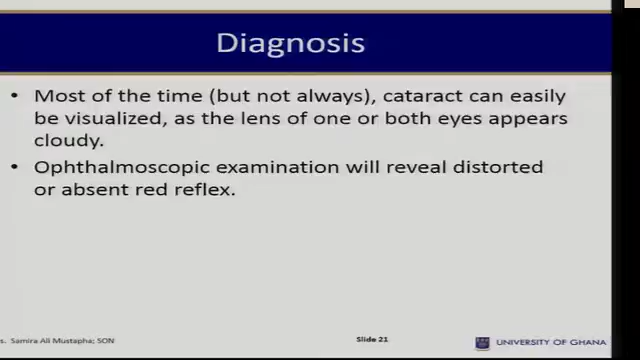 Diagnosis
• Most of the time (but not always), cataract can easily
be visualized, as the lens of one or both eyes appears
cloudy.
• Ophthalmoscopic examination will reveal distorted
or absent red reflex.
s. Samira Ali Mustapha; SON
Slide 21
UNIVERSITY OF GHANA